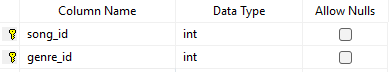 Column Name Data Type Allow Nulls
song_id int
genre_id int